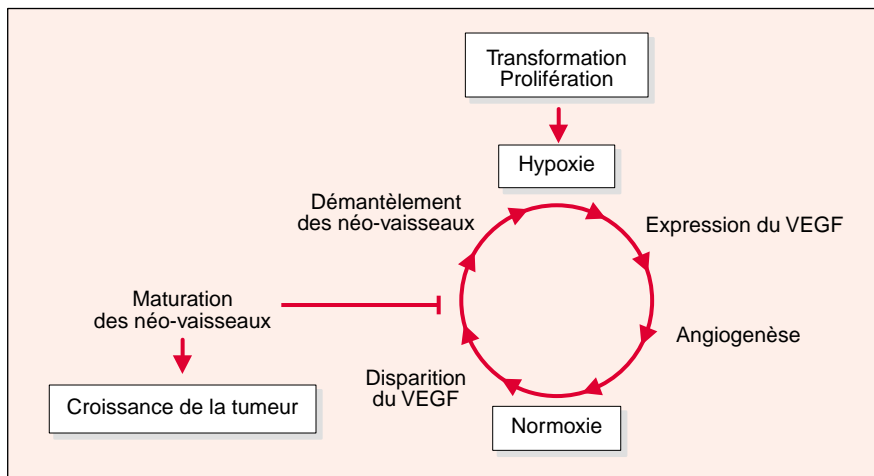 Transformation
Prolifération
Hypoxie
Démantèlement
des néo-vaisseaux
Expression du VEGF
Maturation
des néo-vaisseaux
Angiogenèse
Disparition
du VEGF
Croissance de la tumeur
Normoxie